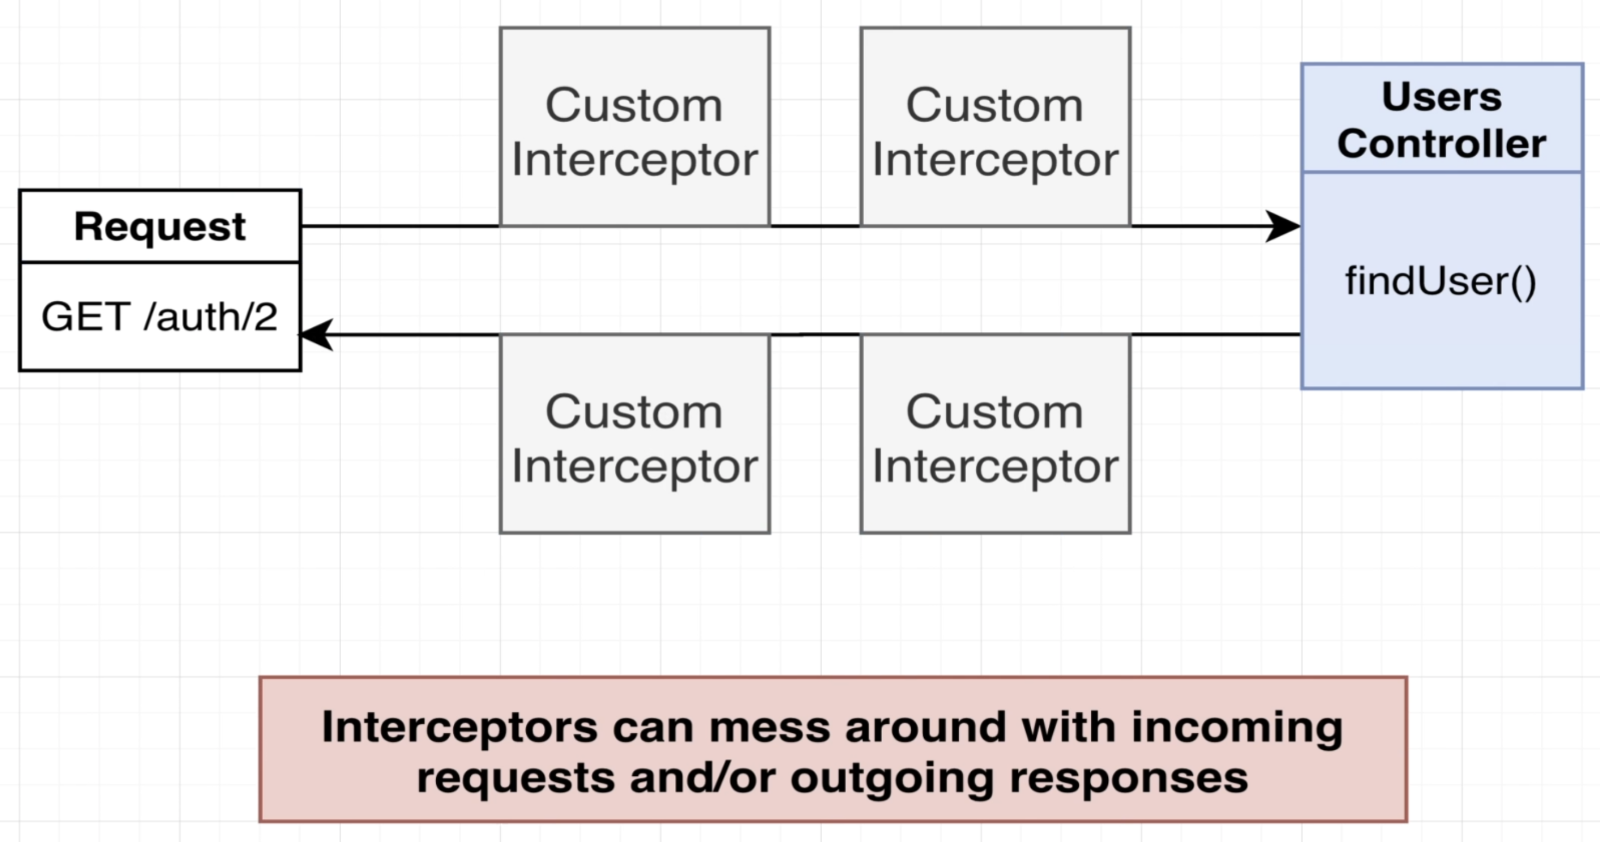 Custom
Interceptor
Custom
Interceptor
Users
Controller
Request
GET /auth/2
findUser()
Custom
Interceptor
Custom
Interceptor
Interceptors can mess around with incoming
requests and/or outgoing responses